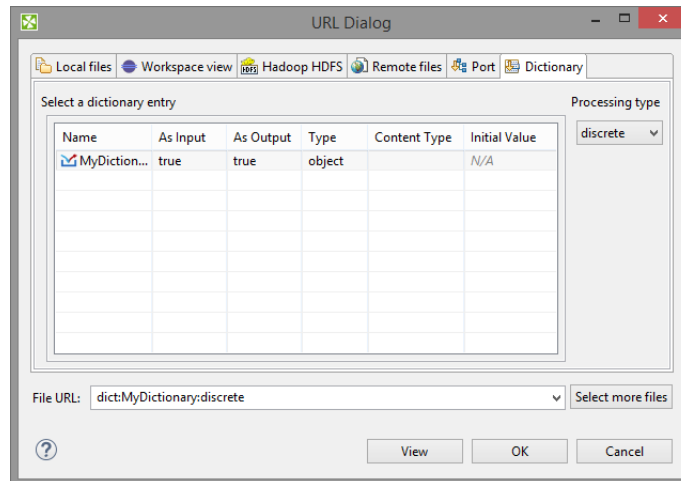 URL Dialog
Local files Workspace view Hadoop HDFS Remote files Port Dictionary
Select a dictionary entry Processing type
Name As Input As Output Type Content Type Initial Value discrete
MyDiction... true true object N/A
File URL: dict:MyDictionary:discrete Select more files
View OK Cancel